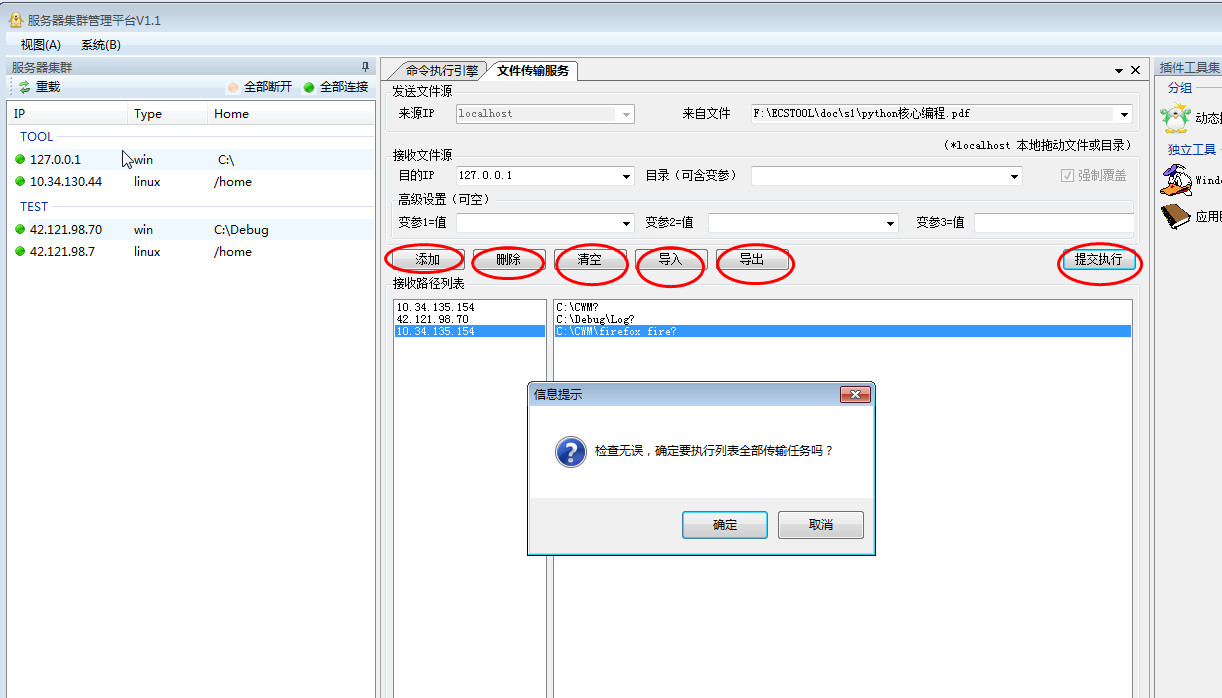 服务器集群管理平台V1.1
视图(A) 系统(B)
服务器集群
重载 全部断开 全部连接
IP Type Home
TOOL
127.0.0.1 win C:\
10.34.130.44 linux /home
TEST
42.121.98.70 win C:\Debug
42.121.98.7 linux /home
命令执行引擎 文件传输服务
发送文件源
来源IP localhost 来自文件 F:\ECSTOOL\doc\s1\python核心编程.pdf
(*localhost 本地拖动文件或目录)
接收文件源
目的IP 127.0.0.1 目录（可含变参） 强制覆盖
高级设置（可空）
变参1=值 变参2=值 变参3=值
添加 删除 清空 导入 导出 提交执行
接收路径列表
10.34.135.154 C:\CWM?
42.121.98.70 C:\Debug\Log?
10.34.135.154 C:\CWM\firefox fire?
信息提示
检查无误，确定要执行列表全部传输任务吗？
确定 取消
插件工具集
分组
动态
独立工具
Wind
应用